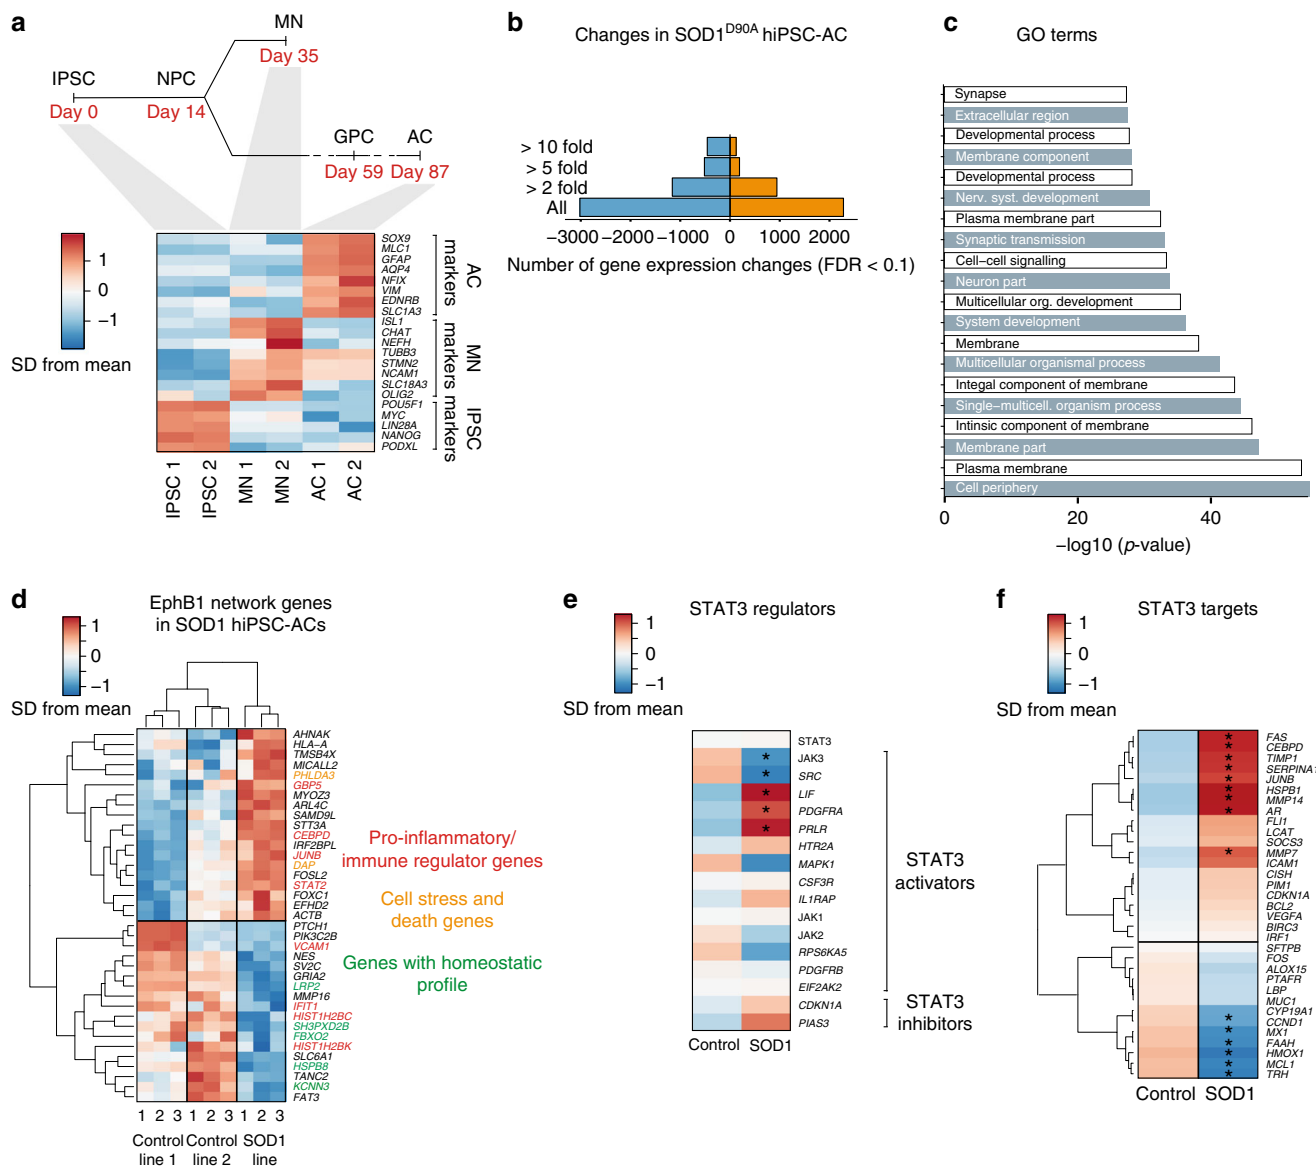 a
MN
Day 35
IPSC
NPC
Day 0
Day 14
GPC
AC
Day 59
Day 87
1
0
−1
SD from mean
SOX9
MLC1
GFAP
AQP4
NFIX
VIM
EDNRB
SLC1A3
ISL1
CHAT
NEFH
TUBB3
STMN2
NCAM1
SLC18A3
OLIG2
POU5F1
MYC
LIN28A
NANOG
PODXL
AC markers
MN markers
IPSC markers
IPSC 1
IPSC 2
MN 1
MN 2
AC 1
AC 2
b
Changes in SOD1D90A hiPSC-AC
> 10 fold
> 5 fold
> 2 fold
All
−3000
−2000
−1000
0
1000
2000
Number of gene expression changes (FDR < 0.1)
c
GO terms
Synapse
Extracellular region
Developmental process
Membrane component
Developmental process
Nerv. syst. development
Plasma membrane part
Synaptic transmission
Cell−cell signalling
Neuron part
Multicellular org. development
System development
Membrane
Multicellular organismal process
Integal component of membrane
Single−multicell. organism process
Intrinsic component of membrane
Membrane part
Plasma membrane
Cell periphery
0
20
40
−log10 (p-value)
d
EphB1 network genes
in SOD1 hiPSC-ACs
1
0
−1
SD from mean
AHNAK
HLA−A
TMSB4X
MICALL2
PHLDA3
GBP5
MYOZ3
ARL4C
SAMD9L
STT3A
CEBPD
IRF2BPL
JUNB
DAP
FOSL2
STAT2
FOXC1
EFHD2
ACTB
PTCH1
PIK3C2B
VCAM1
NES
SV2C
GRIA2
LRP2
MMP16
IFIT1
HIST1H2BC
SH3PXD2B
FBXO2
HIST1H2BK
SLC6A1
HSPB8
TANC2
KCNN3
FAT3
Pro-inflammatory/
immune regulator genes
Cell stress and
death genes
Genes with homeostatic
profile
1 2 3 1 2 3 1 2 3
Control line 1
Control line 2
SOD1 line
e
STAT3 regulators
1
0
−1
SD from mean
STAT3
JAK3
SRC
LIF
PDGFRA
PRLR
HTR2A
MAPK1
CSF3R
IL1RAP
JAK1
JAK2
RPS6KA5
PDGFRB
EIF2AK2
CDKN1A
PIAS3
* * * * *
STAT3
activators
STAT3
inhibitors
Control
SOD1
f
STAT3 targets
1
0
−1
SD from mean
FAS
CEBPD
TIMP1
SERPINA1
JUNB
HSPB1
MMP14
AR
FLI1
LCAT
SOCS3
MMP7
ICAM1
CISH
PIM1
CDKN1A
BCL2
VEGFA
BIRC3
IRF1
SFTPB
FOS
ALOX15
PTAFR
LBP
MUC1
CYP19A1
CCND1
MX1
FAAH
HMOX1
MCL1
TRH
* * * * * * * * * * * * * * *
Control
SOD1